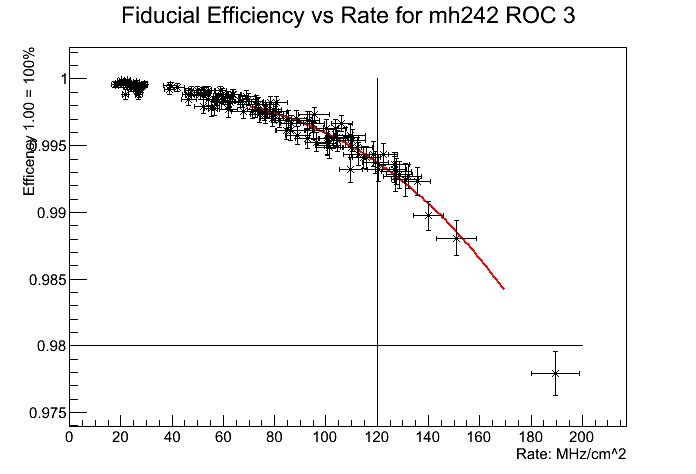 Fiducial Efficiency vs Rate for mh242 ROC 3
Efficency 1.00 = 100%
1
0.995
0.99
0.985
0.98
0.975
0 20 40 60 80 100 120 140 160 180 200
Rate: MHz/cm^2